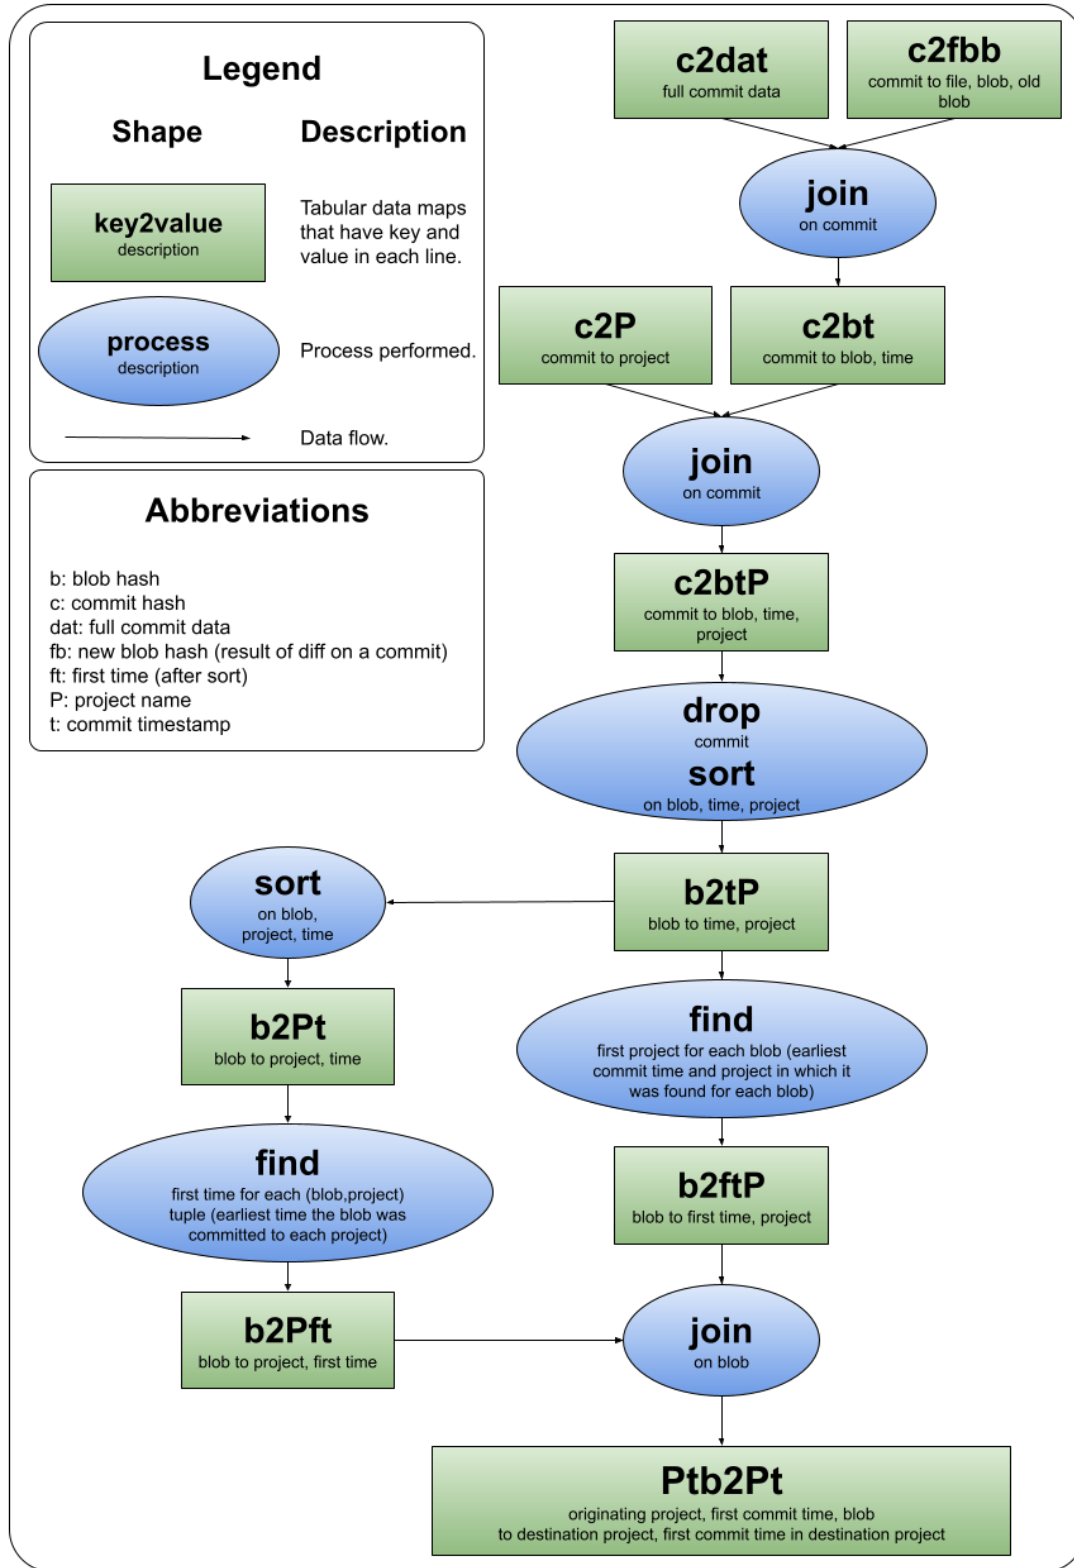 Legend
Shape
Description
key2value
description
Tabular data maps
that have key and
value in each line.
process
description
Process performed.
Data flow.
Abbreviations
b: blob hash
c: commit hash
dat: full commit data
fb: new blob hash (result of diff on a commit)
ft: first time (after sort)
P: project name
t: commit timestamp
c2dat
full commit data
c2fbb
commit to file, blob, old
blob
join
on commit
c2P
commit to project
c2bt
commit to blob, time
join
on commit
c2btP
commit to blob, time,
project
drop
commit
sort
on blob, time, project
b2tP
blob to time, project
sort
on blob,
project, time
b2Pt
blob to project, time
find
first project for each blob (earliest
commit time and project in which it
was found for each blob)
find
first time for each (blob,project)
tuple (earliest time the blob was
committed to each project)
b2ftP
blob to first time, project
b2Pft
blob to project, first time
join
on blob
Ptb2Pt
originating project, first commit time, blob
to destination project, first commit time in destination project